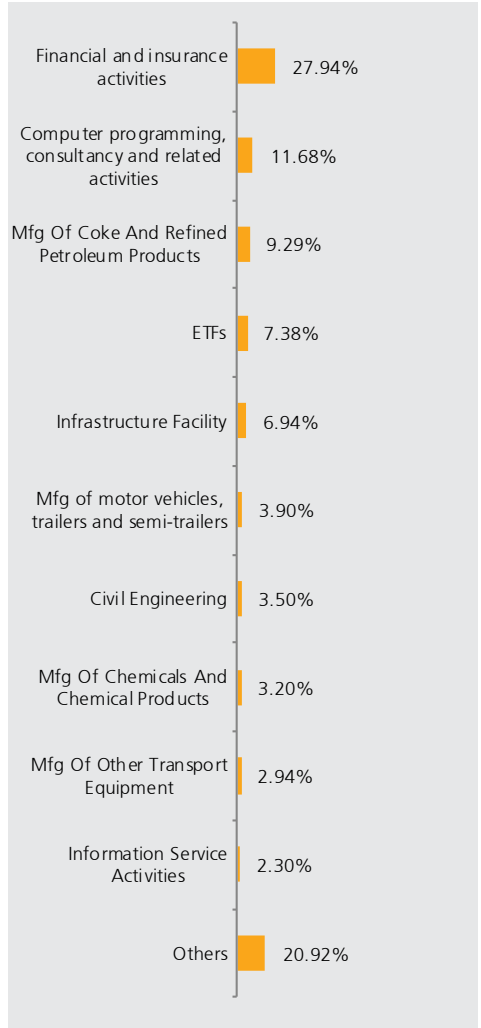 Financial and insurance
activities
27.94%
Computer programming,
consultancy and related
activities
11.68%
Mfg Of Coke And Refined
Petroleum Products
9.29%
ETFs
7.38%
Infrastructure Facility
6.94%
Mfg of motor vehicles,
trailers and semi-trailers
3.90%
Civil Engineering
3.50%
Mfg Of Chemicals And
Chemical Products
3.20%
Mfg Of Other Transport
Equipment
2.94%
Information Service
Activities
2.30%
Others
20.92%